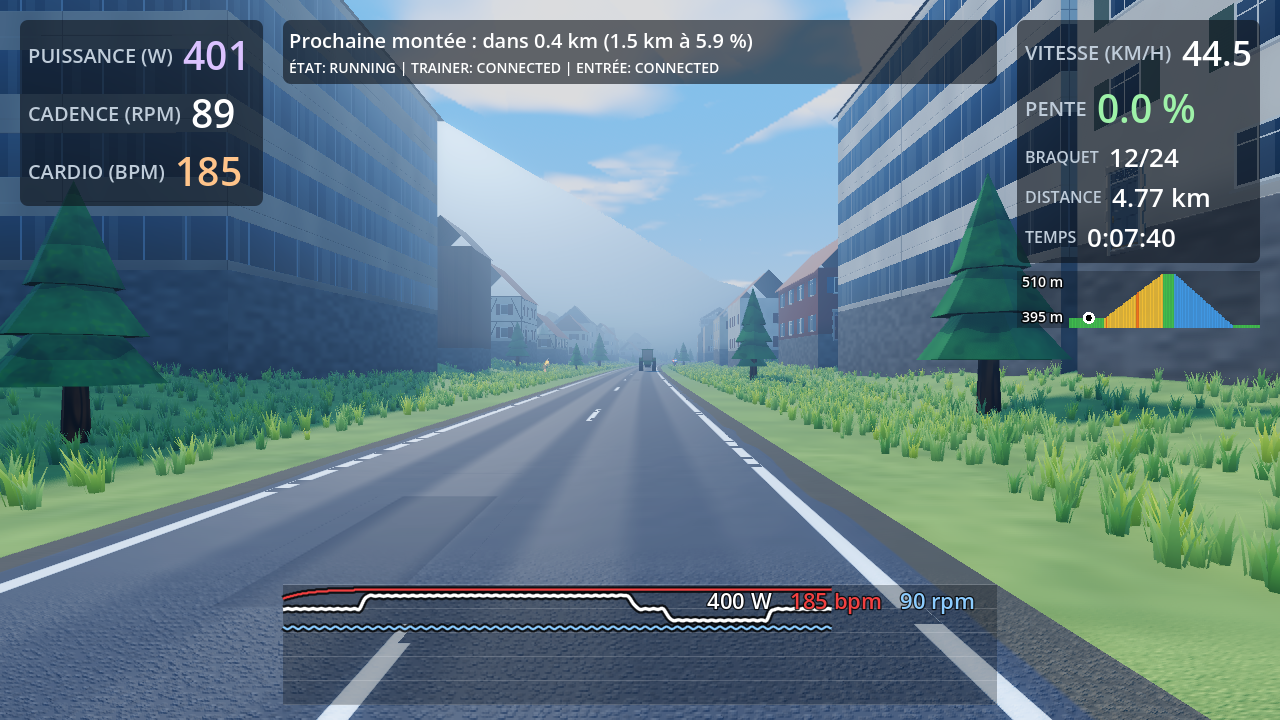 PUISSANCE (W) 401
CADENCE (RPM) 89
CARDIO (BPM) 185
Prochaine montée : dans 0.4 km (1.5 km à 5.9 %)
ÉTAT: RUNNING | TRAINER: CONNECTED | ENTRÉE: CONNECTED
VITESSE (KM/H) 44.5
PENTE 0.0 %
BRAQUET 12/24
DISTANCE 4.77 km
TEMPS 0:07:40
510 m
395 m
400 W 185 bpm 90 rpm